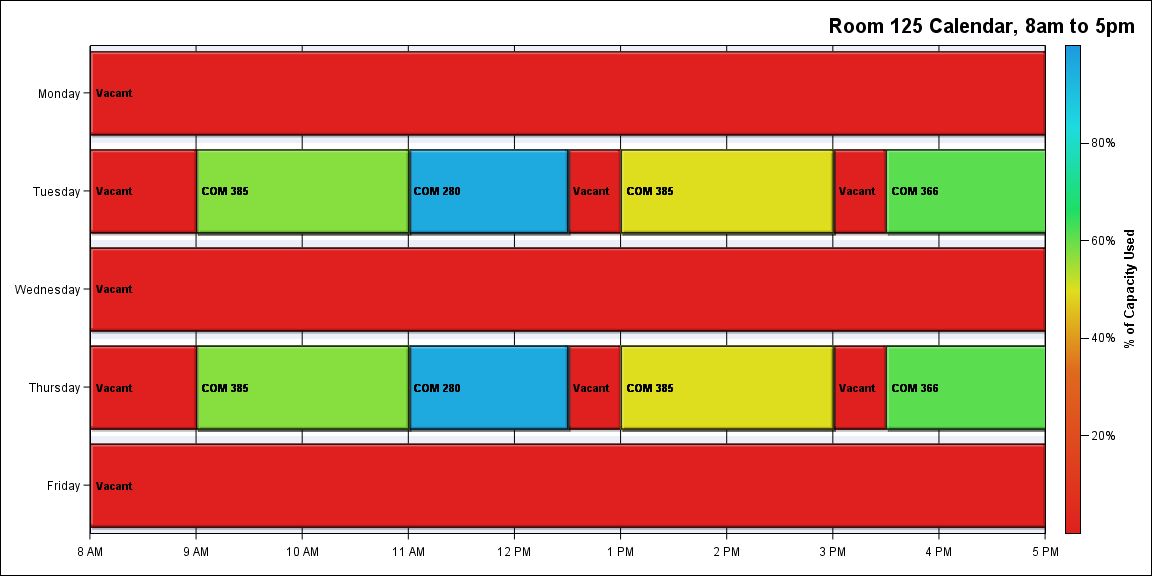 Room 125 Calendar, 8am to 5pm
Monday
Vacant
Tuesday
Vacant
COM 385
COM 280
Vacant
COM 385
Vacant
COM 366
Wednesday
Vacant
Thursday
Vacant
COM 385
COM 280
Vacant
COM 385
Vacant
COM 366
Friday
Vacant
8 AM
9 AM
10 AM
11 AM
12 PM
1 PM
2 PM
3 PM
4 PM
5 PM
80%
60%
40%
20%
% of Capacity Used